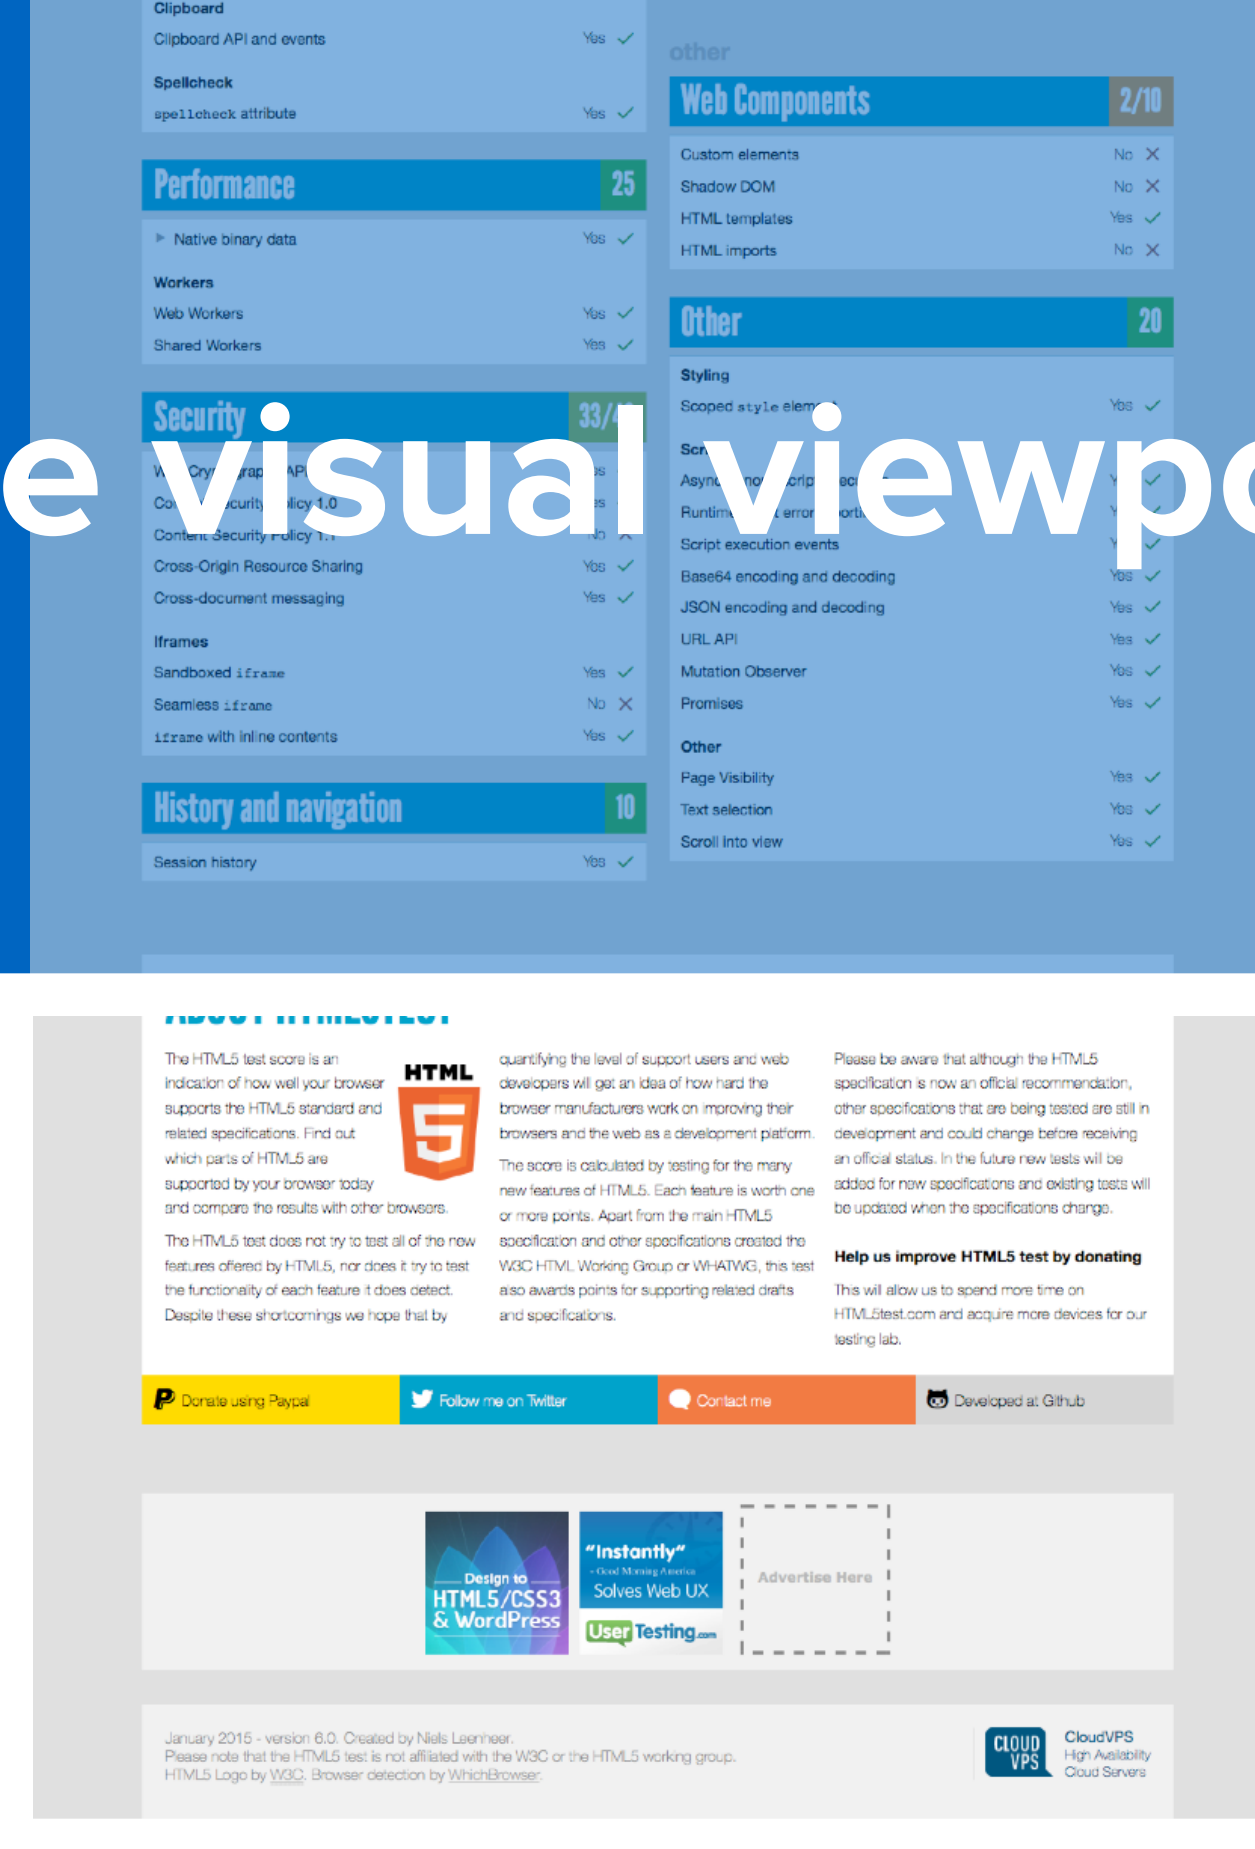 Clipboard
Clipboard API and events Yes
Spellcheck
spellcheck attribute Yes
Performance 25
Native binary data Yes
Workers
Web Workers Yes
Shared Workers Yes
Security 33/
Content Security Policy 1.0
Content Security Policy 1.1 No
Cross-Origin Resource Sharing Yes
Cross-document messaging Yes
Iframes
Sandboxed iframe Yes
Seamless iframe No
iframe with inline contents Yes
History and navigation 10
Session history Yes
other
Web Components 2/10
Custom elements No
Shadow DOM No
HTML templates Yes
HTML imports No
Other 20
Styling
Scoped style element Yes
Script execution events
Base64 encoding and decoding Yes
JSON encoding and decoding Yes
URL API Yes
Mutation Observer Yes
Promises Yes
Other
Page Visibility Yes
Text selection Yes
Scroll into view Yes
e visual viewpo
ABOUT HTML5TEST
The HTML5 test score is an
indication of how well your browser
supports the HTML5 standard and
related specifications. Find out
which parts of HTML5 are
supported by your browser today
and compare the results with other browsers.
The HTML5 test does not try to test all of the new
features offered by HTML5, nor does it try to test
the functionality of each feature it does detect.
Despite these shortcomings we hope that by
HTML
5
quantifying the level of support users and web
developers will get an idea of how hard the
browser manufacturers work on improving their
browsers and the web as a development platform.
The score is calculated by testing for the many
new features of HTML5. Each feature is worth one
or more points. Apart from the main HTML5
specification and other specifications created the
W3C HTML Working Group or WHATWG, this test
also awards points for supporting related drafts
and specifications.
Please be aware that although the HTML5
specification is now an official recommendation,
other specifications that are being tested are still in
development and could change before receiving
an official status. In the future new tests will be
added for new specifications and existing tests will
be updated when the specifications change.
Help us improve HTML5 test by donating
This will allow us to spend more time on
HTML5test.com and acquire more devices for our
testing lab.
Donate using Paypal
Follow me on Twitter
Contact me
Developed at Github
Design to
HTML5/CSS3
& WordPress
"Instantly"
- Good Morning America
Solves Web UX
UserTesting.com
Advertise Here
January 2015 - version 6.0. Created by Niels Leenheer.
Please note that the HTML5 test is not affiliated with the W3C or the HTML5 working group.
HTML5 Logo by W3C. Browser detection by WhichBrowser.
CLOUD
VPS
CloudVPS
High Availability
Cloud Servers